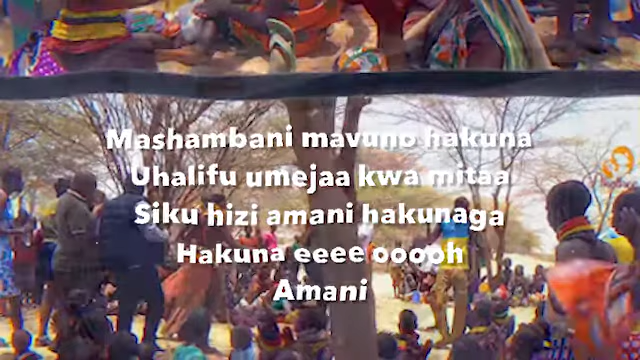 Mashambani mavuno hakuna
Uhalifu umejaa kwa mitaa
Siku hizi amani hakunaga
Hakuna eeee ooooh
Amani